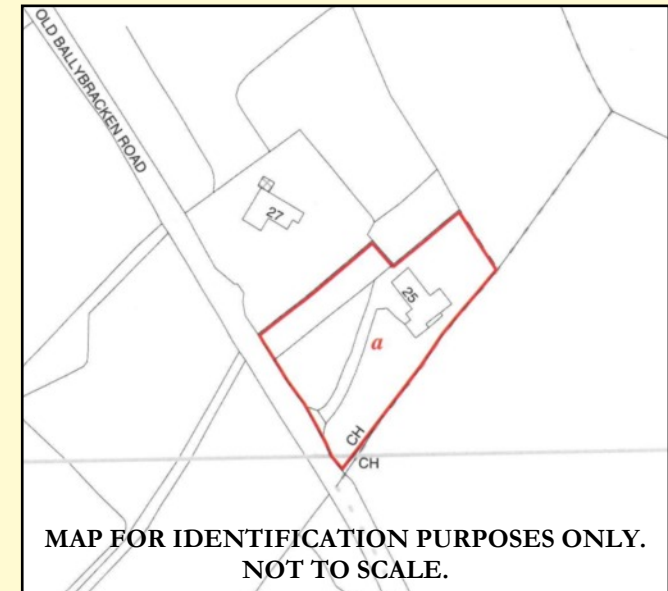 OLD BALLYBRACKEN ROAD
27
25
a
CH
CH
MAP FOR IDENTIFICATION PURPOSES ONLY.
NOT TO SCALE.